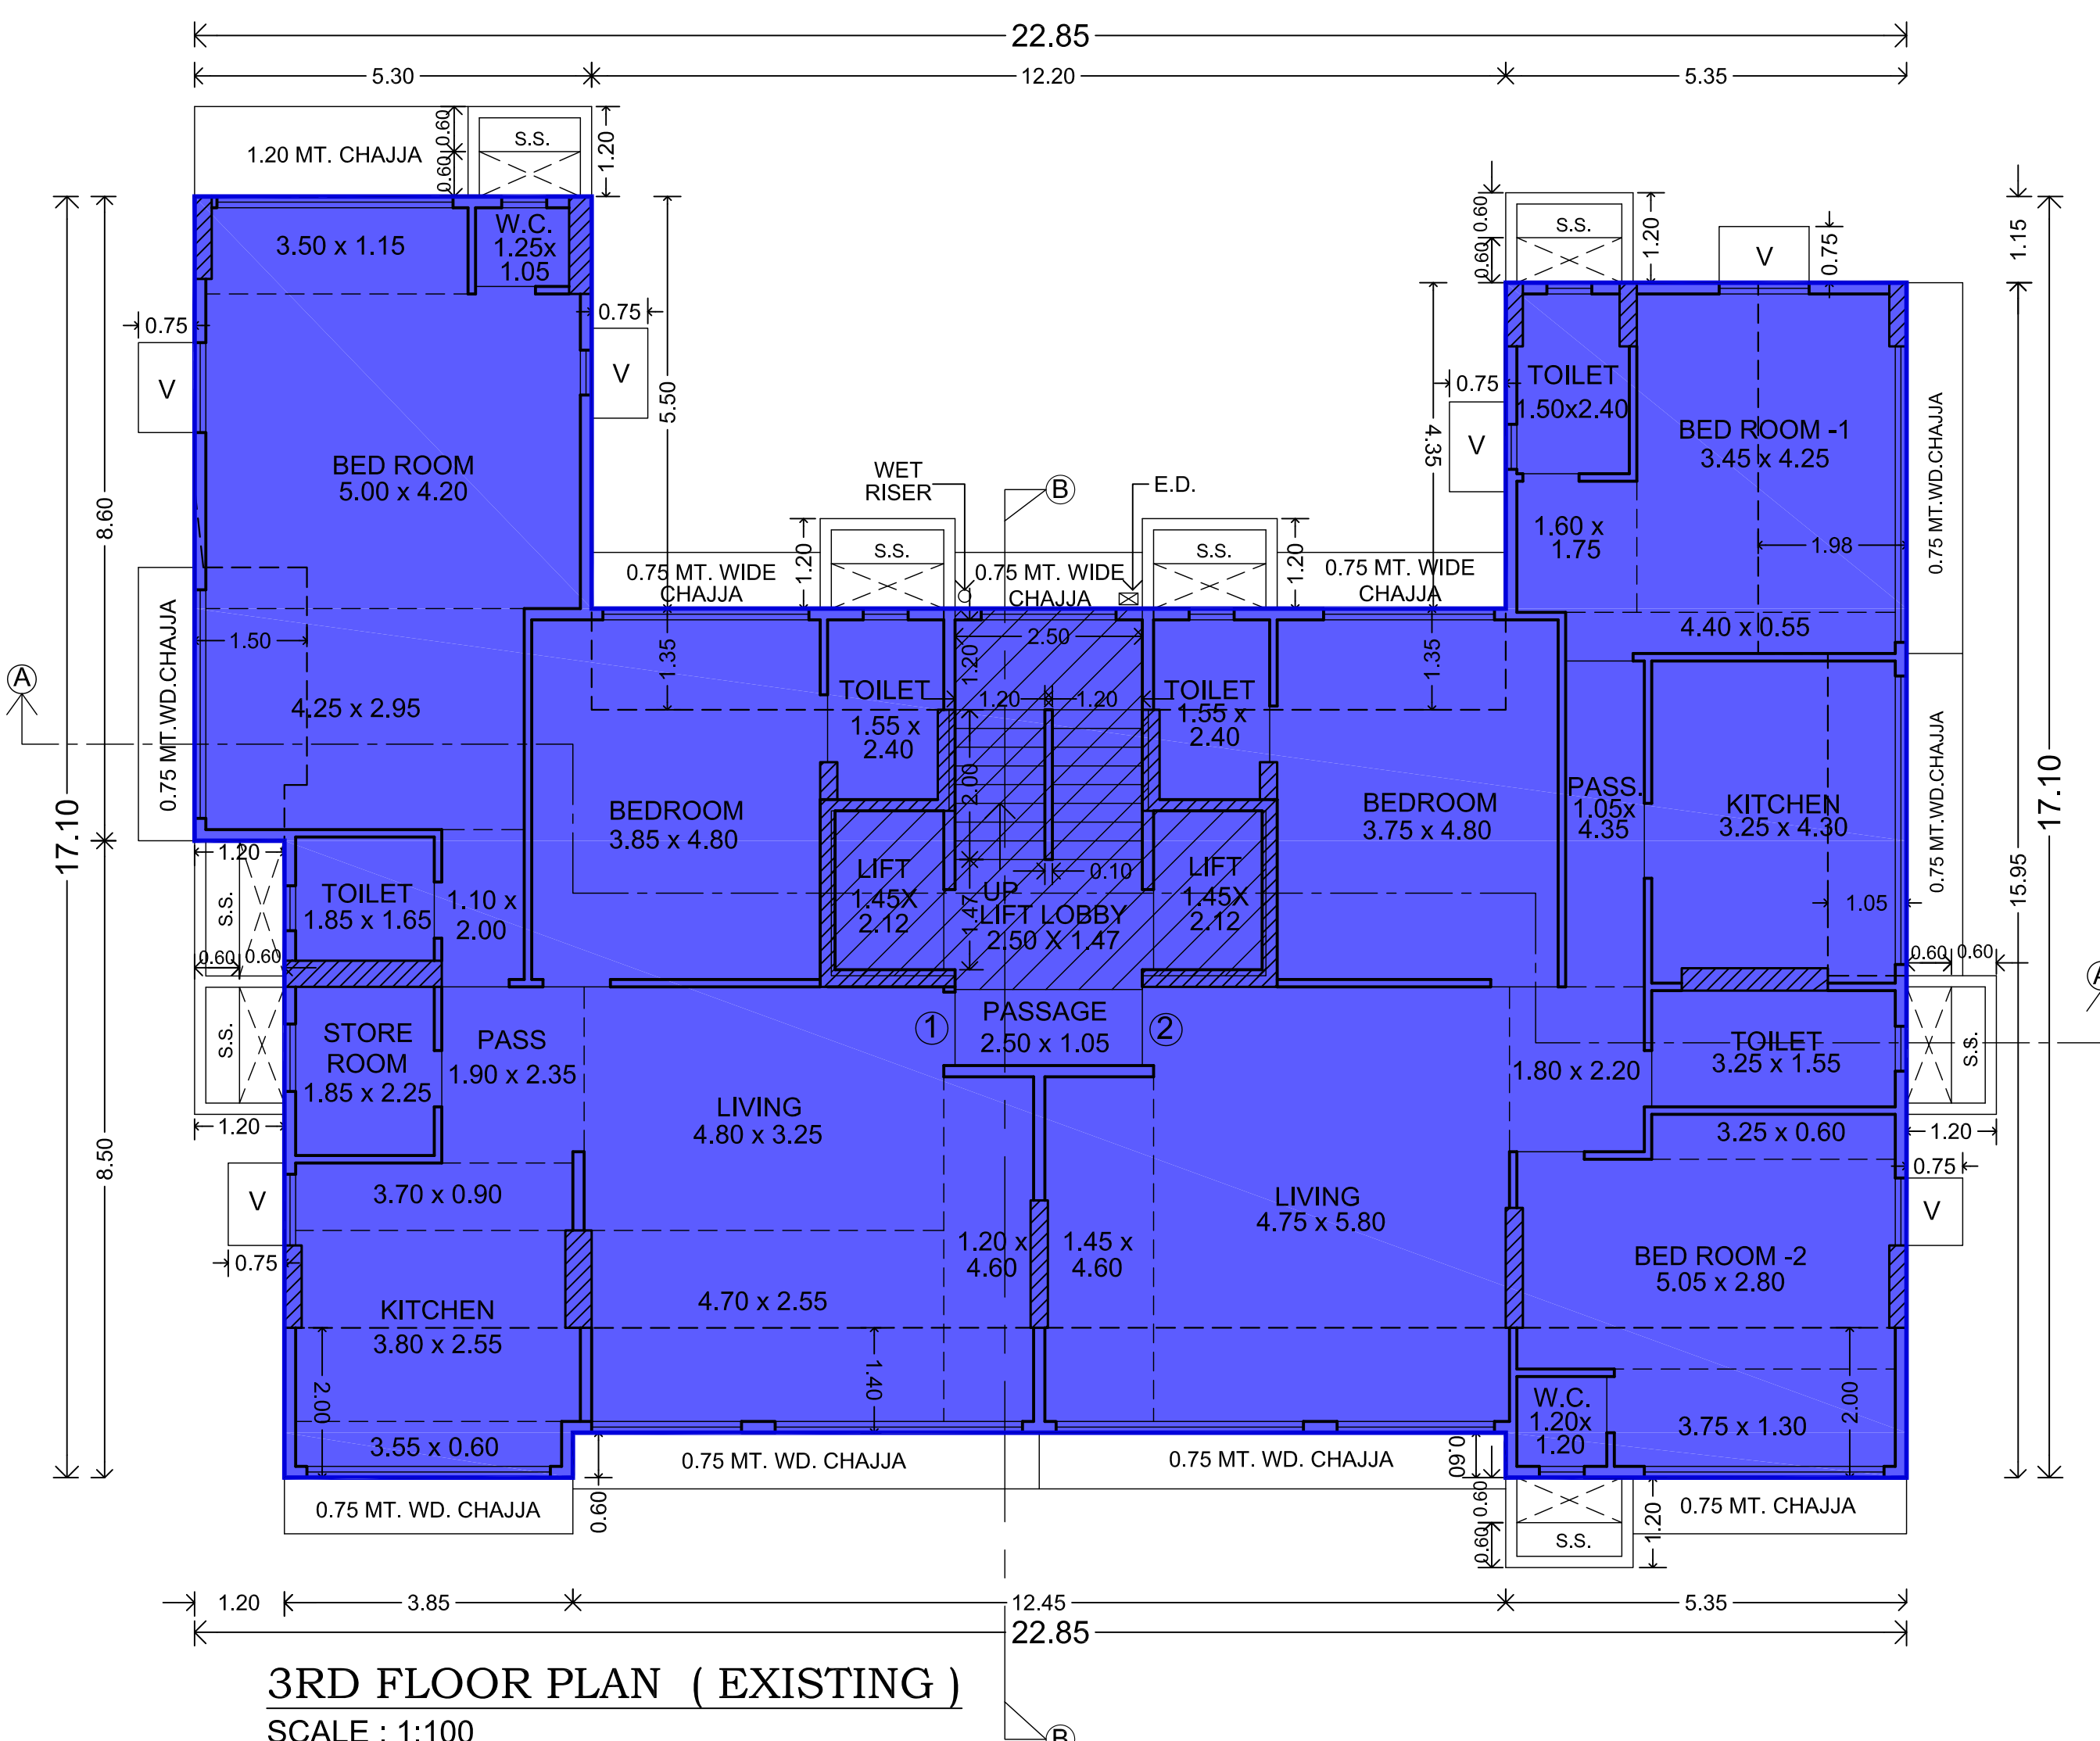 22.85
5.30
12.20
5.35
1.20 MT. CHAJJA
0.60
0.60
S.S.
1.20
3.50 x 1.15
W.C.
1.25x
1.05
0.60
0.60
S.S.
1.20
V
0.75
1.15
0.75
V
0.75
V
5.50
8.60
BED ROOM
5.00 x 4.20
4.35
0.75
V
TOILET
1.50x2.40
BED ROOM -1
3.45 x 4.25
0.75 MT.WD.CHAJJA
WET
RISER
B
E.D.
1.60 x
1.75
1.98
1.20
S.S.
S.S.
1.20
0.75 MT. WIDE
CHAJJA
0.75 MT. WIDE
CHAJJA
0.75 MT. WIDE
CHAJJA
4.40 x 0.55
1.50
1.35
2.50
1.20
1.35
A
0.75 MT.WD.CHAJJA
4.25 x 2.95
TOILET
1.55 x
2.40
1.20
1.20
TOILET
1.55 x
2.40
2.00
17.10
17.10
BEDROOM
3.85 x 4.80
BEDROOM
3.75 x 4.80
PASS.
1.05x
4.35
KITCHEN
3.25 x 4.30
0.75 MT.WD.CHAJJA
15.95
1.20
S.S.
TOILET
1.85 x 1.65
1.10 x
2.00
LIFT
1.45X
2.12
0.10
UP
LIFT LOBBY
2.50 X 1.47
1.47
LIFT
1.45X
2.12
1.05
0.60
0.60
0.60
0.60
A
S.S.
STORE
ROOM
1.85 x 2.25
PASS
1.90 x 2.35
1
PASSAGE
2.50 x 1.05
2
1.80 x 2.20
TOILET
3.25 x 1.55
S.S.
1.20
LIVING
4.80 x 3.25
3.25 x 0.60
1.20
8.50
V
3.70 x 0.90
LIVING
4.75 x 5.80
0.75
V
0.75
1.20 x
4.60
1.45 x
4.60
BED ROOM -2
5.05 x 2.80
KITCHEN
3.80 x 2.55
4.70 x 2.55
2.00
1.40
W.C.
1.20x
1.20
3.75 x 1.30
2.00
3.55 x 0.60
0.75 MT. WD. CHAJJA
0.75 MT. WD. CHAJJA
0.60
0.75 MT. WD. CHAJJA
0.60
0.60
0.60
S.S.
1.20
0.75 MT. CHAJJA
1.20
3.85
12.45
5.35
22.85
3RD FLOOR PLAN ( EXISTING )
SCALE : 1:100
B